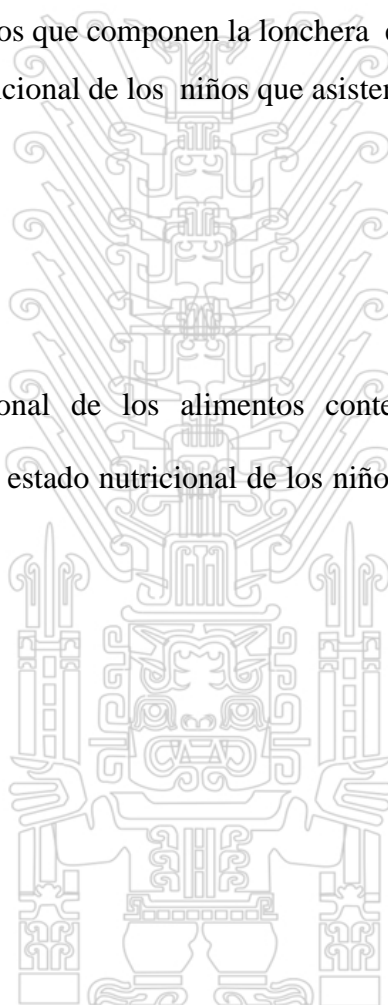 os que componen la lonchera
icional de los niños que asisten
onal de los alimentos conte
estado nutricional de los niño